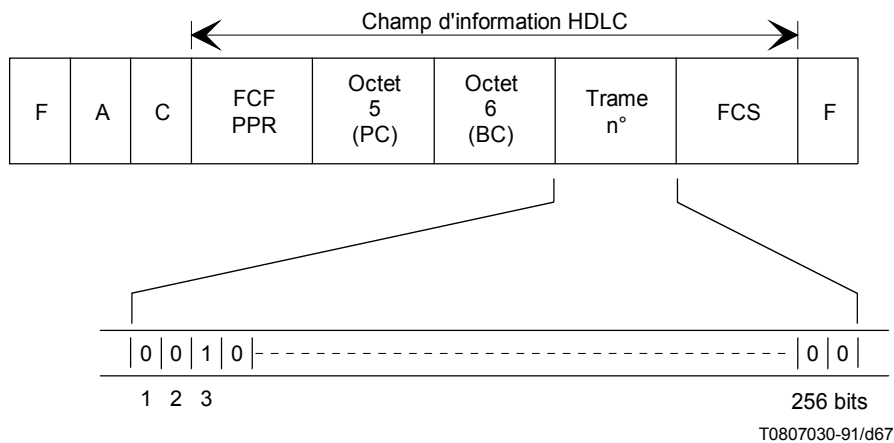 Champ d'information HDLC
F A C FCF PPR Octet 5 (PC) Octet 6 (BC) Trame n° FCS F
0 0 1 0 0 0
1 2 3 256 bits
T0807030-91/d67